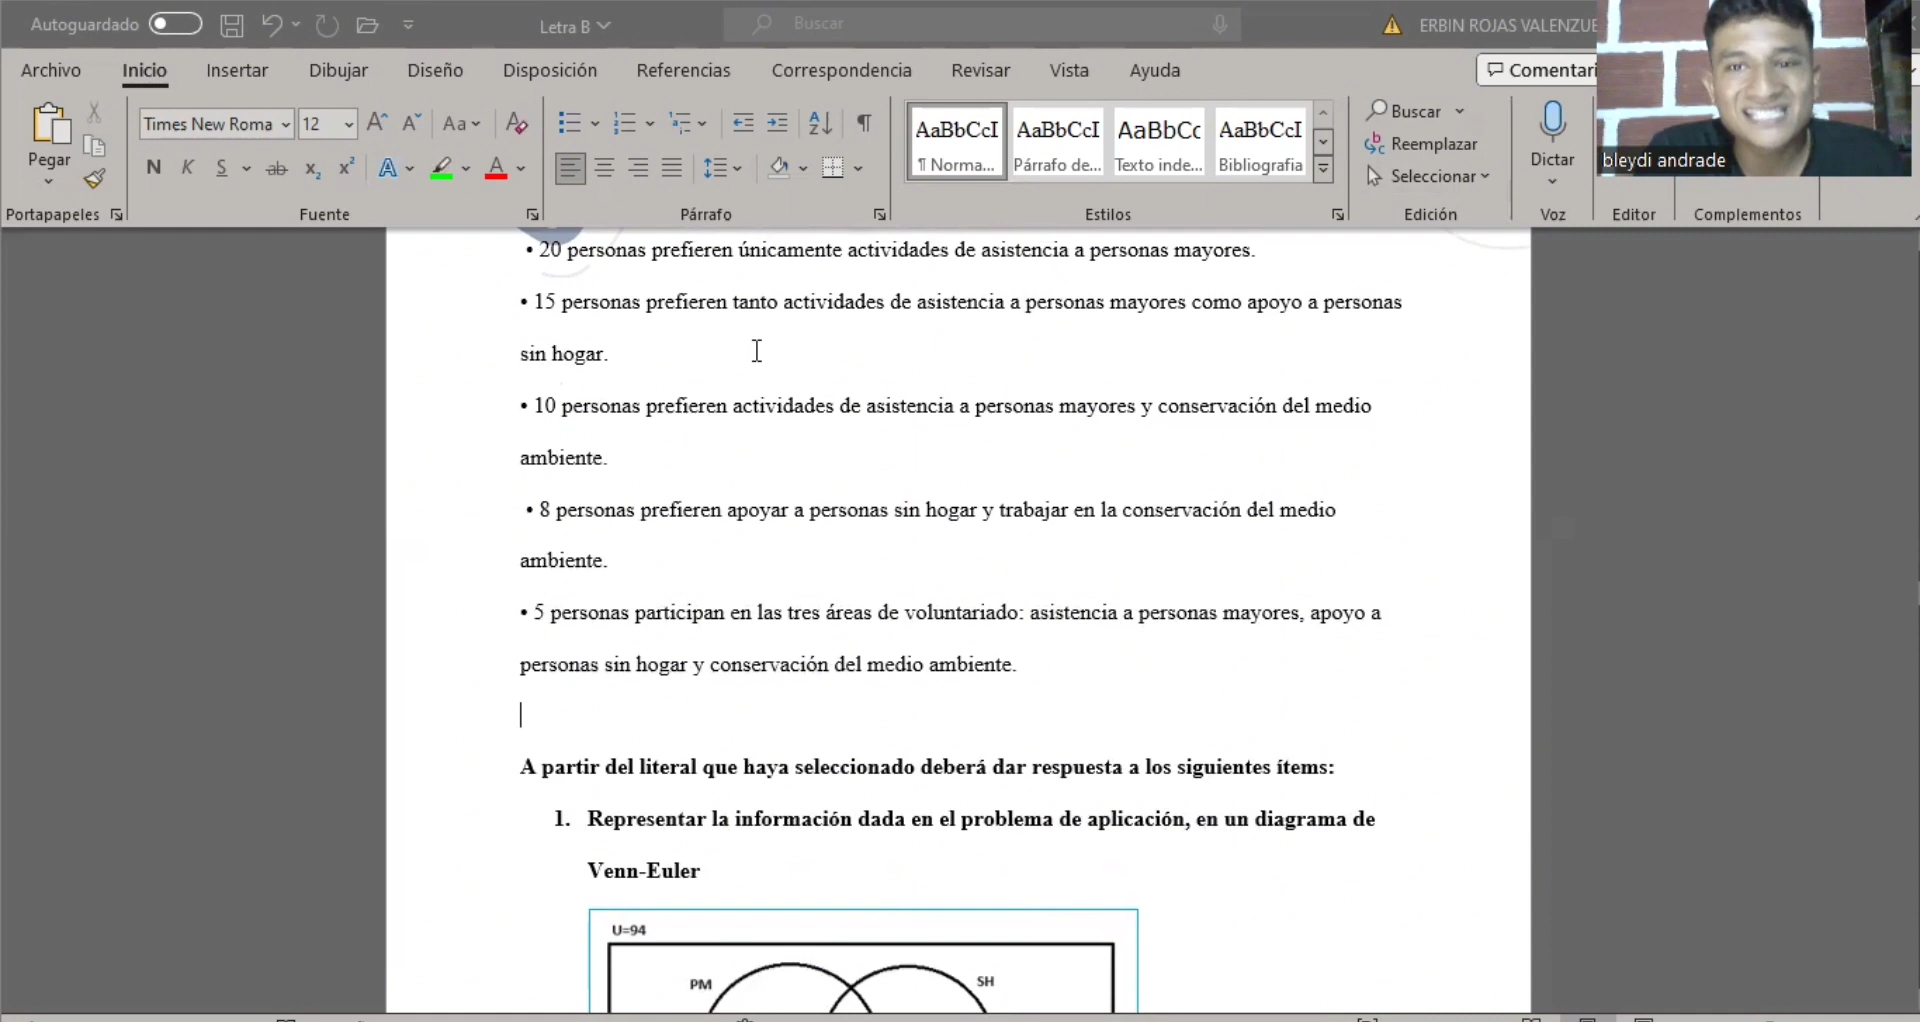 Autoguardado
Letra B
Buscar
ERBIN ROJAS VALENZUE
Archivo Inicio Insertar Dibujar Diseño Disposición Referencias Correspondencia Revisar Vista Ayuda
Comentari
Times New Roma 12
Aa
AaBbCcI AaBbCcI AaBbCc AaBbCcI
Buscar
Pegar
Reemplazar
Dictar
N K S ab x₂ x² A A
¶ Norma... Párrafo de... Texto inde... Bibliografia
Seleccionar
bleydi andrade
Portapapeles Fuente Párrafo Estilos Edición Voz Editor Complementos
• 20 personas prefieren únicamente actividades de asistencia a personas mayores.
• 15 personas prefieren tanto actividades de asistencia a personas mayores como apoyo a personas
sin hogar.
• 10 personas prefieren actividades de asistencia a personas mayores y conservación del medio
ambiente.
• 8 personas prefieren apoyar a personas sin hogar y trabajar en la conservación del medio
ambiente.
• 5 personas participan en las tres áreas de voluntariado: asistencia a personas mayores, apoyo a
personas sin hogar y conservación del medio ambiente.
A partir del literal que haya seleccionado deberá dar respuesta a los siguientes ítems:
1. Representar la información dada en el problema de aplicación, en un diagrama de
Venn-Euler
U=94
PM
SH